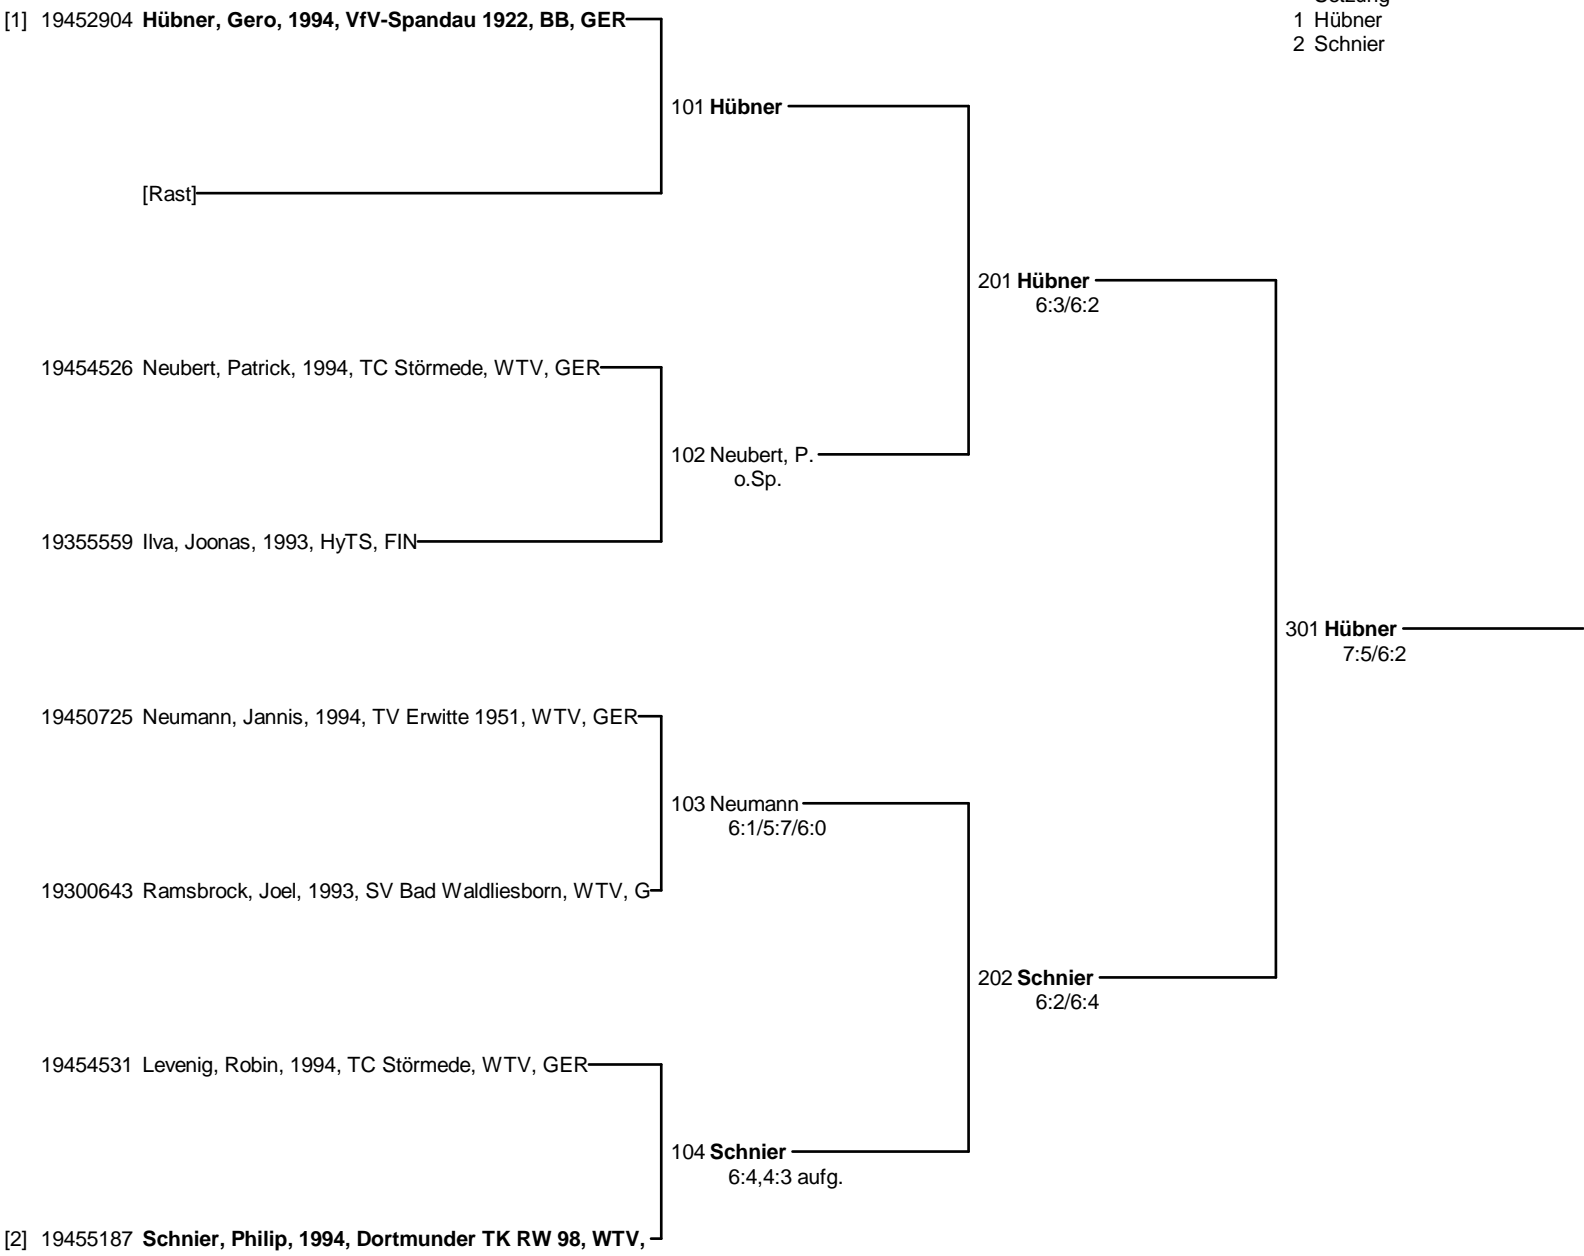 Setzung
[1] 19452904 Hübner, Gero, 1994, VfV-Spandau 1922, BB, GER
1 Hübner
2 Schnier
101 Hübner
[Rast]
201 Hübner
6:3/6:2
19454526 Neubert, Patrick, 1994, TC Störmede, WTV, GER
102 Neubert, P.
o.Sp.
19355559 Ilva, Joonas, 1993, HyTS, FIN
301 Hübner
7:5/6:2
19450725 Neumann, Jannis, 1994, TV Erwitte 1951, WTV, GER
103 Neumann
6:1/5:7/6:0
19300643 Ramsbrock, Joel, 1993, SV Bad Waldliesborn, WTV, G
202 Schnier
6:2/6:4
19454531 Levenig, Robin, 1994, TC Störmede, WTV, GER
104 Schnier
6:4,4:3 aufg.
[2] 19455187 Schnier, Philip, 1994, Dortmunder TK RW 98, WTV,